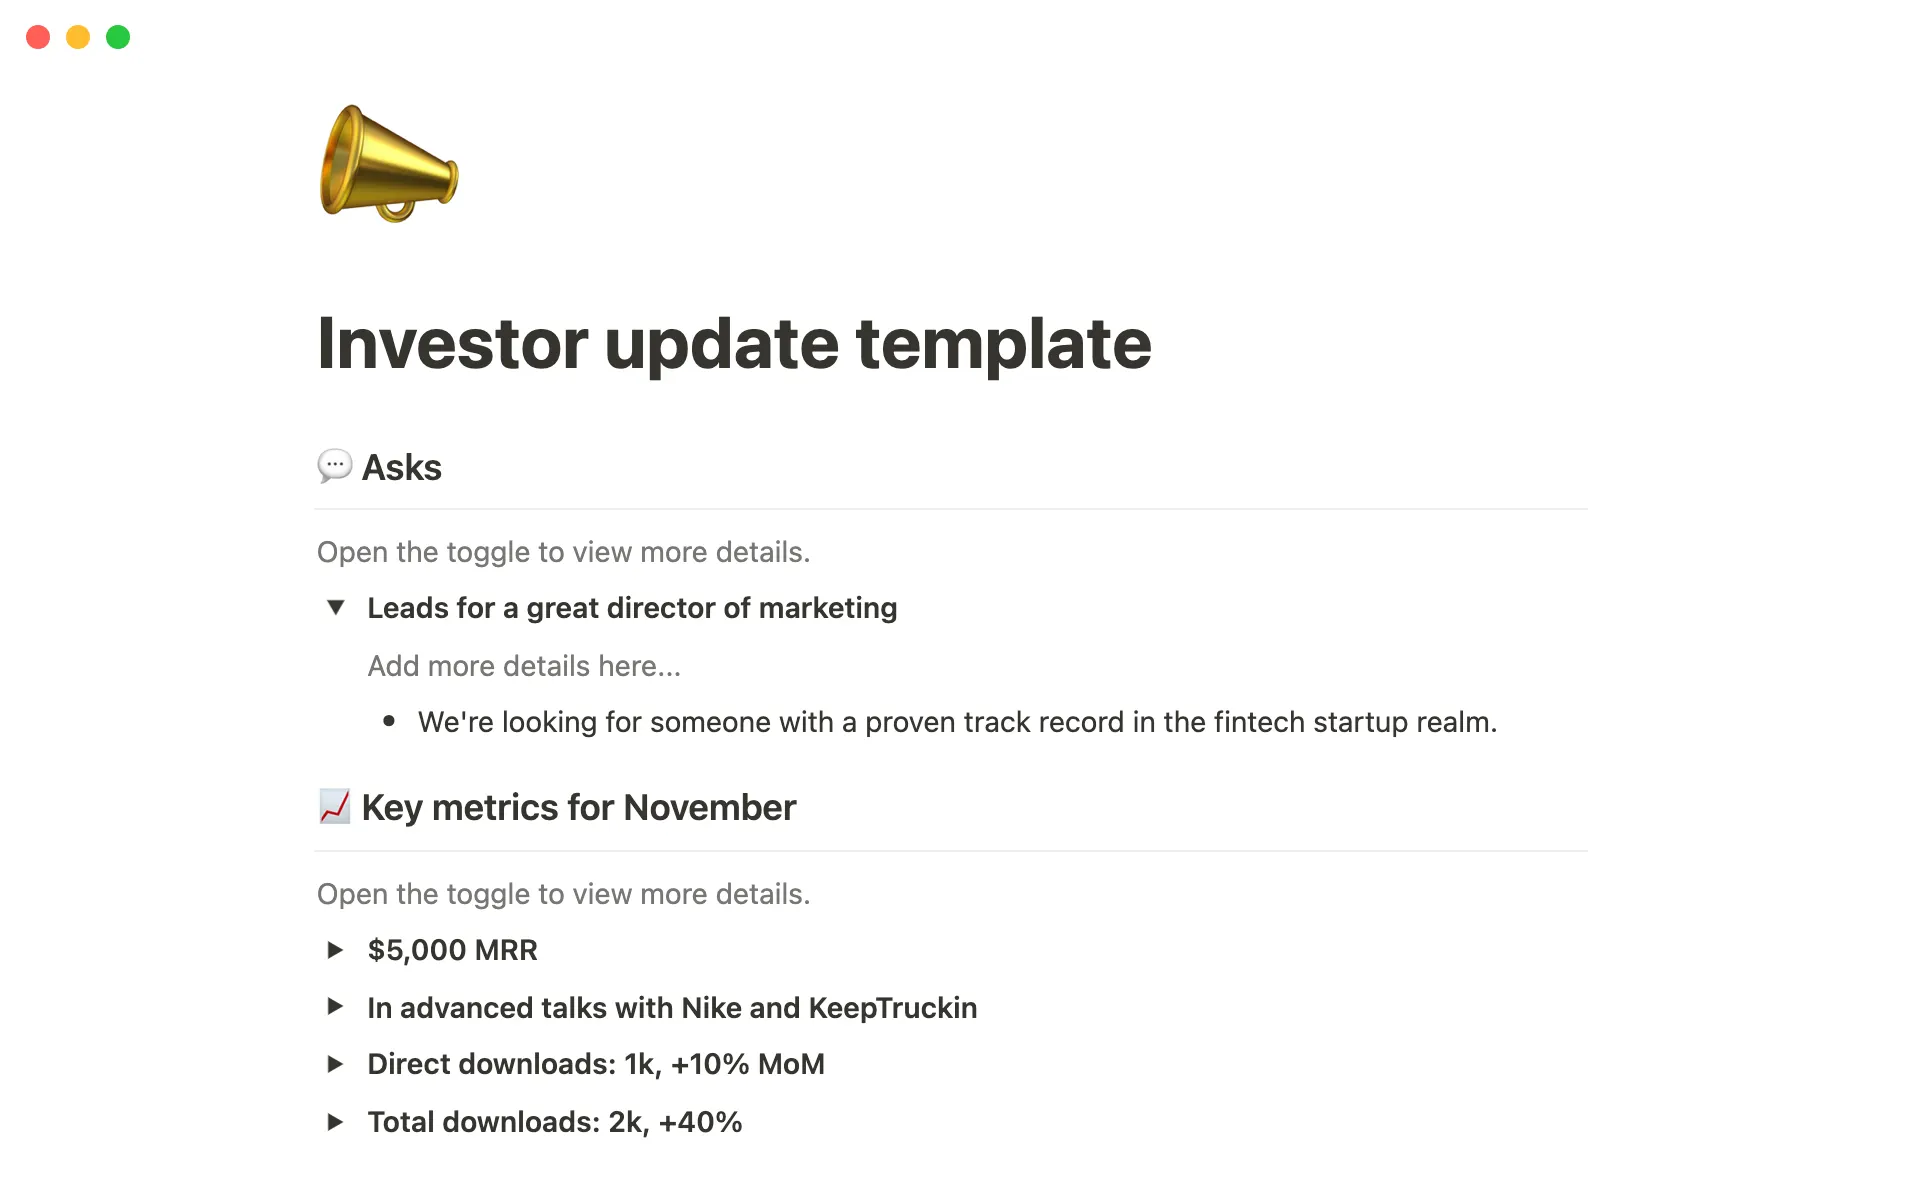 Investor update template
Asks
Open the toggle to view more details.
Leads for a great director of marketing
Add more details here...
We're looking for someone with a proven track record in the fintech startup realm.
Key metrics for November
Open the toggle to view more details.
$5,000 MRR
In advanced talks with Nike and KeepTruckin
Direct downloads: 1k, +10% MoM
Total downloads: 2k, +40%